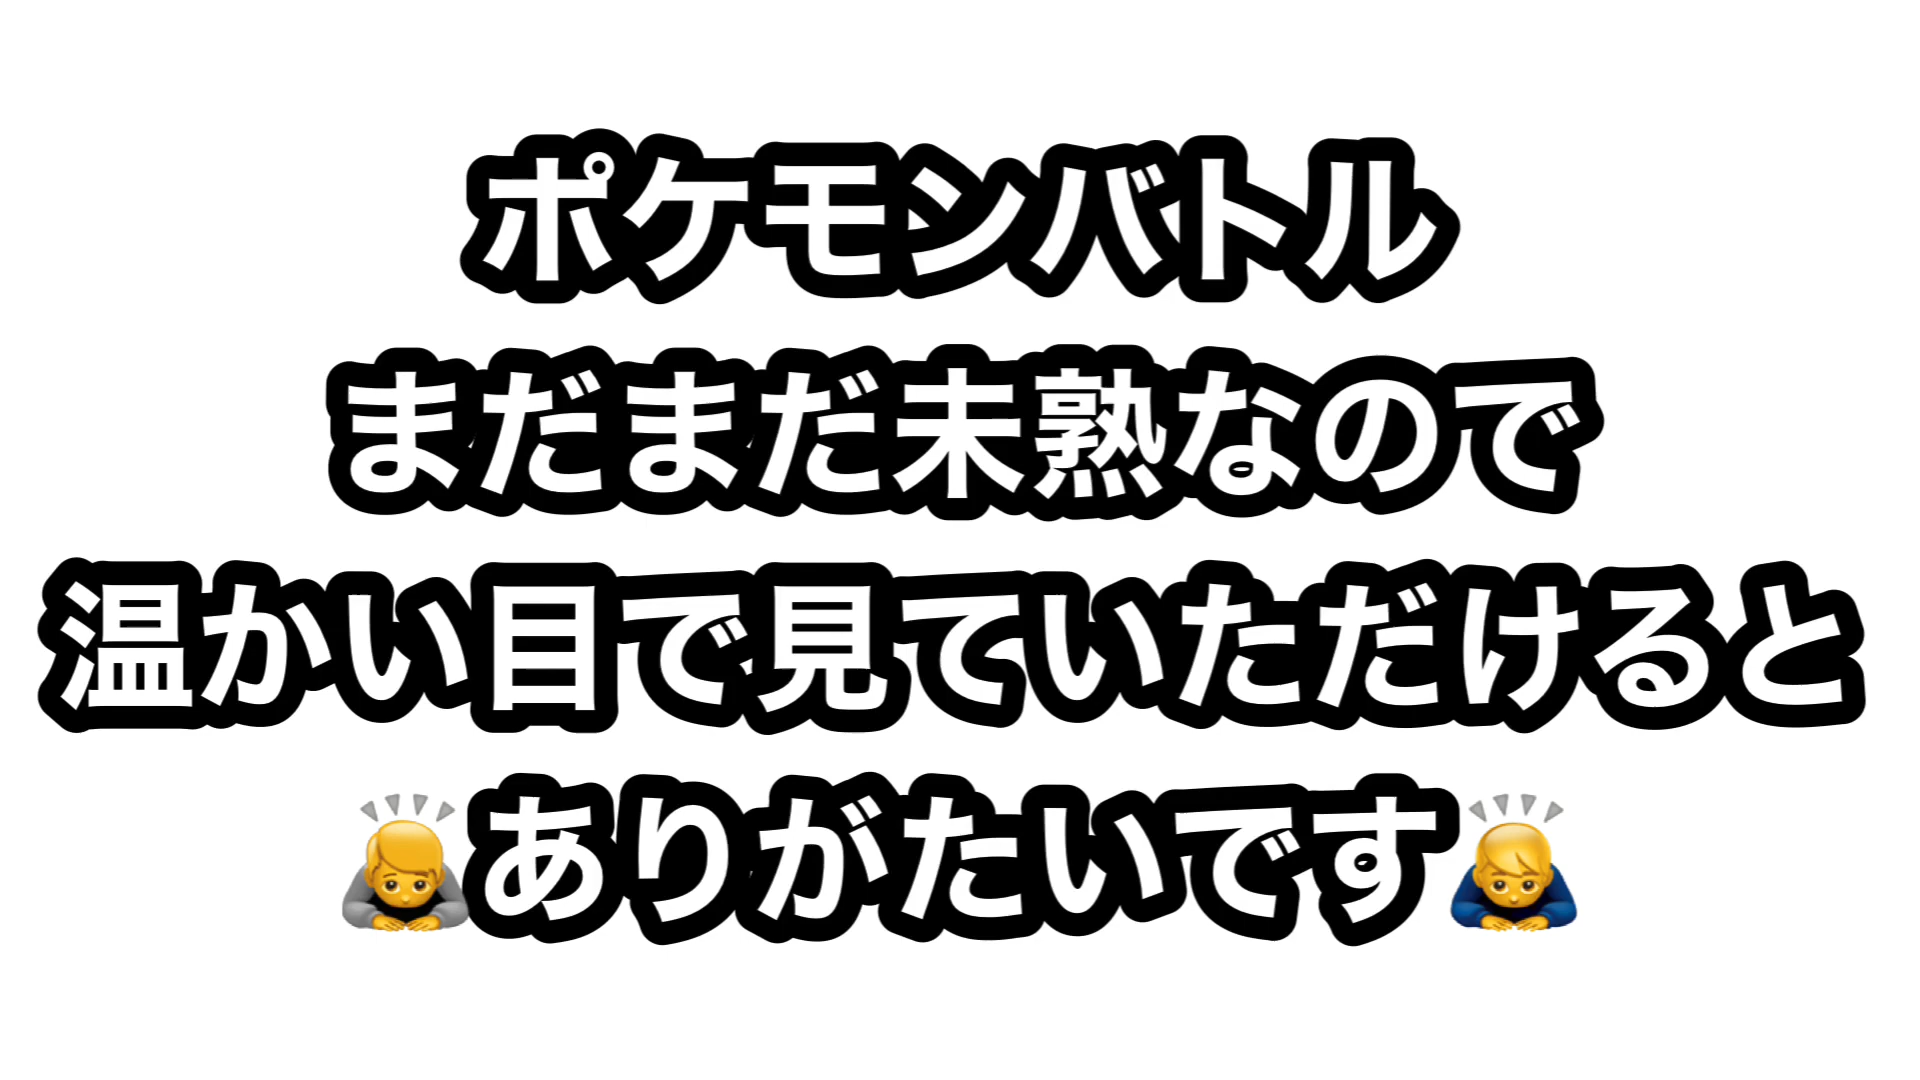 ポケモンバトル
まだまだ未熟なので
温かい目で見ていただけると
🙇ありがたいです🙇‍♂️